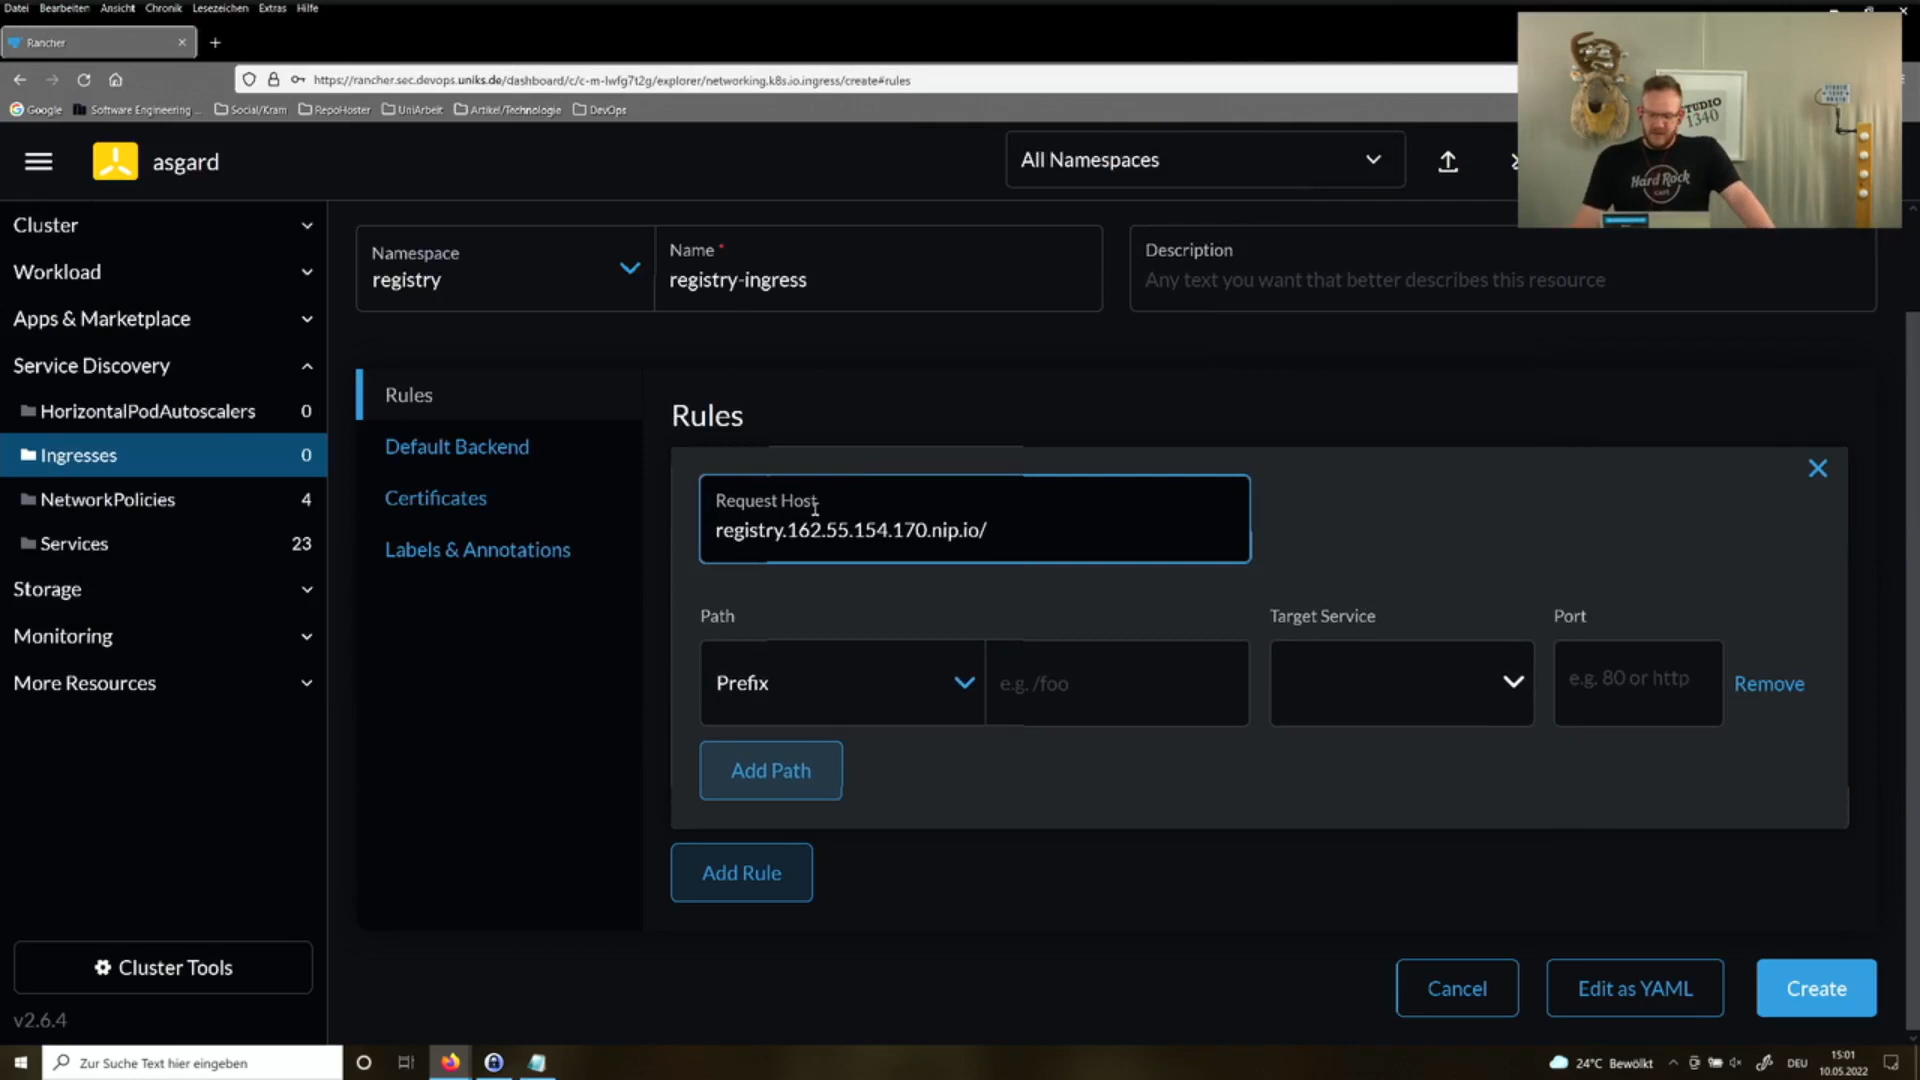 Datei Bearbeiten Ansicht Chronik Lesezeichen Extras Hilfe
Rancher
https://rancher.sec.devops.uniks.de/dashboard/c/c-m-lwfg7t2g/explorer/networking.k8s.io.ingress/create#rules
Google Software Engineering ... Social/Kram RepoHoster UniArbeit Artikel/Technologie DevOps
STUDIO
1340
Hard Rock
CAFE
asgard
All Namespaces
Cluster
Workload
Apps & Marketplace
Service Discovery
HorizontalPodAutoscalers 0
Ingresses 0
NetworkPolicies 4
Services 23
Storage
Monitoring
More Resources
Cluster Tools
v2.6.4
Namespace
registry
Name *
registry-ingress
Description
Any text you want that better describes this resource
Rules
Default Backend
Certificates
Labels & Annotations
Rules
Request Host
registry.162.55.154.170.nip.io/
Path Target Service Port
Prefix e.g. /foo e.g. 80 or http Remove
Add Path
Add Rule
Cancel Edit as YAML Create
Zur Suche Text hier eingeben
24°C Bewölkt DEU
15:01
10.05.2022